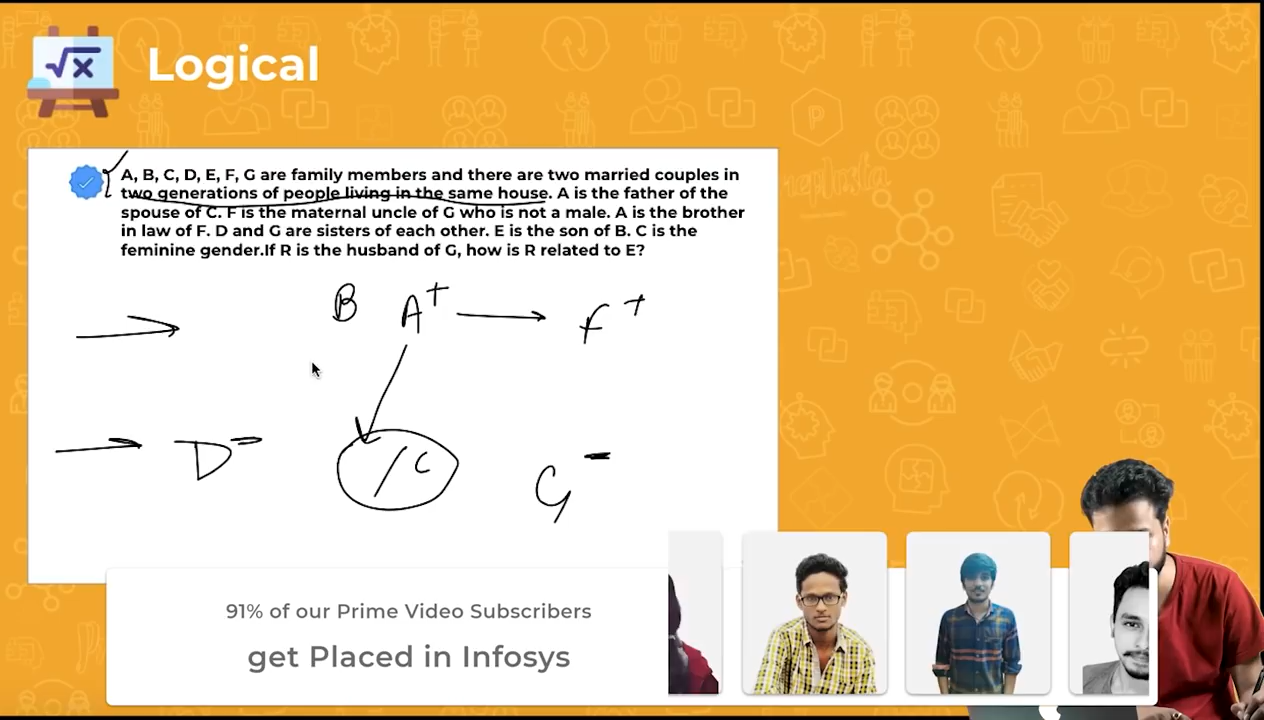 √x
Logical
A, B, C, D, E, F, G are family members and there are two married couples in
two generations of people living in the same house. A is the father of the
spouse of C. F is the maternal uncle of G who is not a male. A is the brother
in law of F. D and G are sisters of each other. E is the son of B. C is the
feminine gender.If R is the husband of G, how is R related to E?
B A+ → F+
D- /C G-
91% of our Prime Video Subscribers
get Placed in Infosys